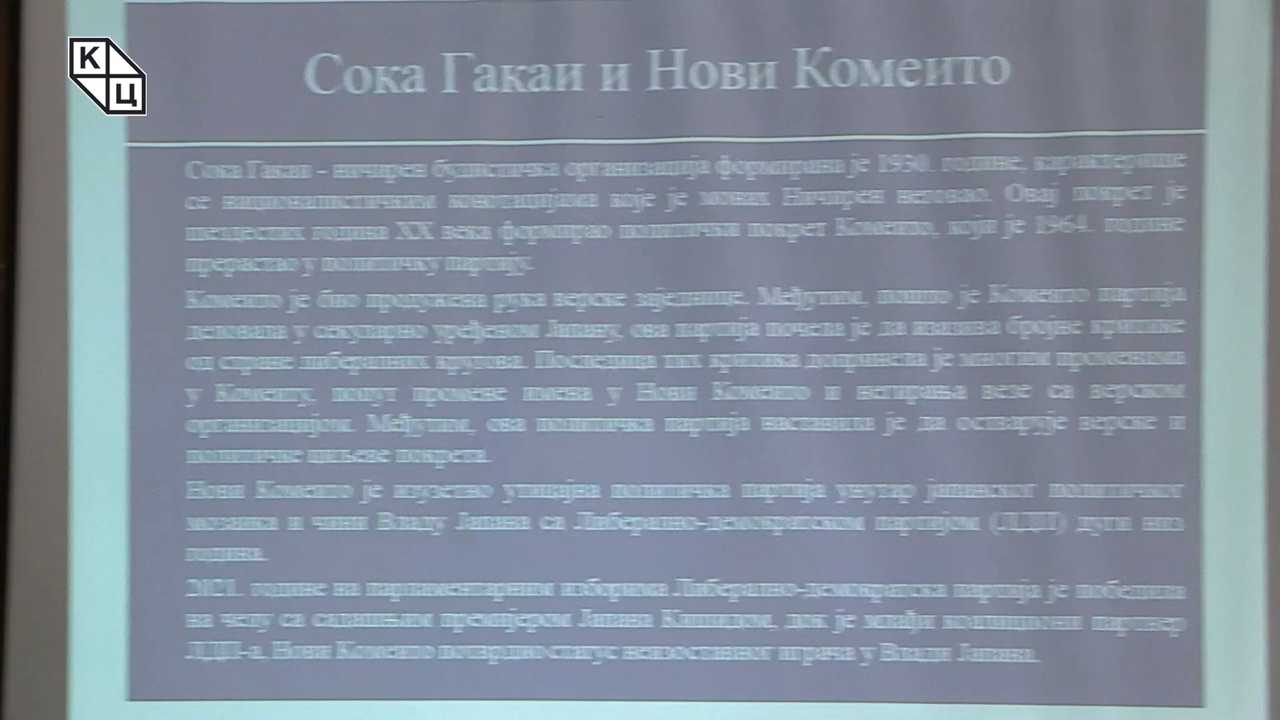 К
Ц
Сока Гакаи и Нови Комеито
Сока Гакаи - ничирен будистичка организација формирана је 1930. године, карактерише
се националистичким конотацијама које је монах Ничирен неговао. Овај покрет је
шездесетих година XX века формирао политички покрет Комеито, који је 1964. године
прерастао у политичку партију.
Комеито је био продужена рука верске заједнице. Међутим, пошто је Комеито партија
деловала у секуларно уређеном Јапану, ова партија почела је да изазива бројне критике
од стране либералних кругова. Последица тих критика допринела је многим променама
у Комеиту, попут промене имена у Нови Комеито и негирања везе са верском
организацијом. Међутим, ова политичка партија наставила је да остварује верске и
политичке циљеве покрета.
Нови Комеито је изузетно утицајна политичка партија унутар јапанског политичког
мозаика и чини Владу Јапана са Либерално-демократском партијом (ЛДП) дуги низ
година.
2021. године на парламентарним изборима Либерално-демократска партија је победила
на челу са садашњим премијером Јапана Кишидом, док је млађи коалициони партнер
ЛДП-а, Нови Комеито потврдио статус неизоставног играча у Влади Јапана.